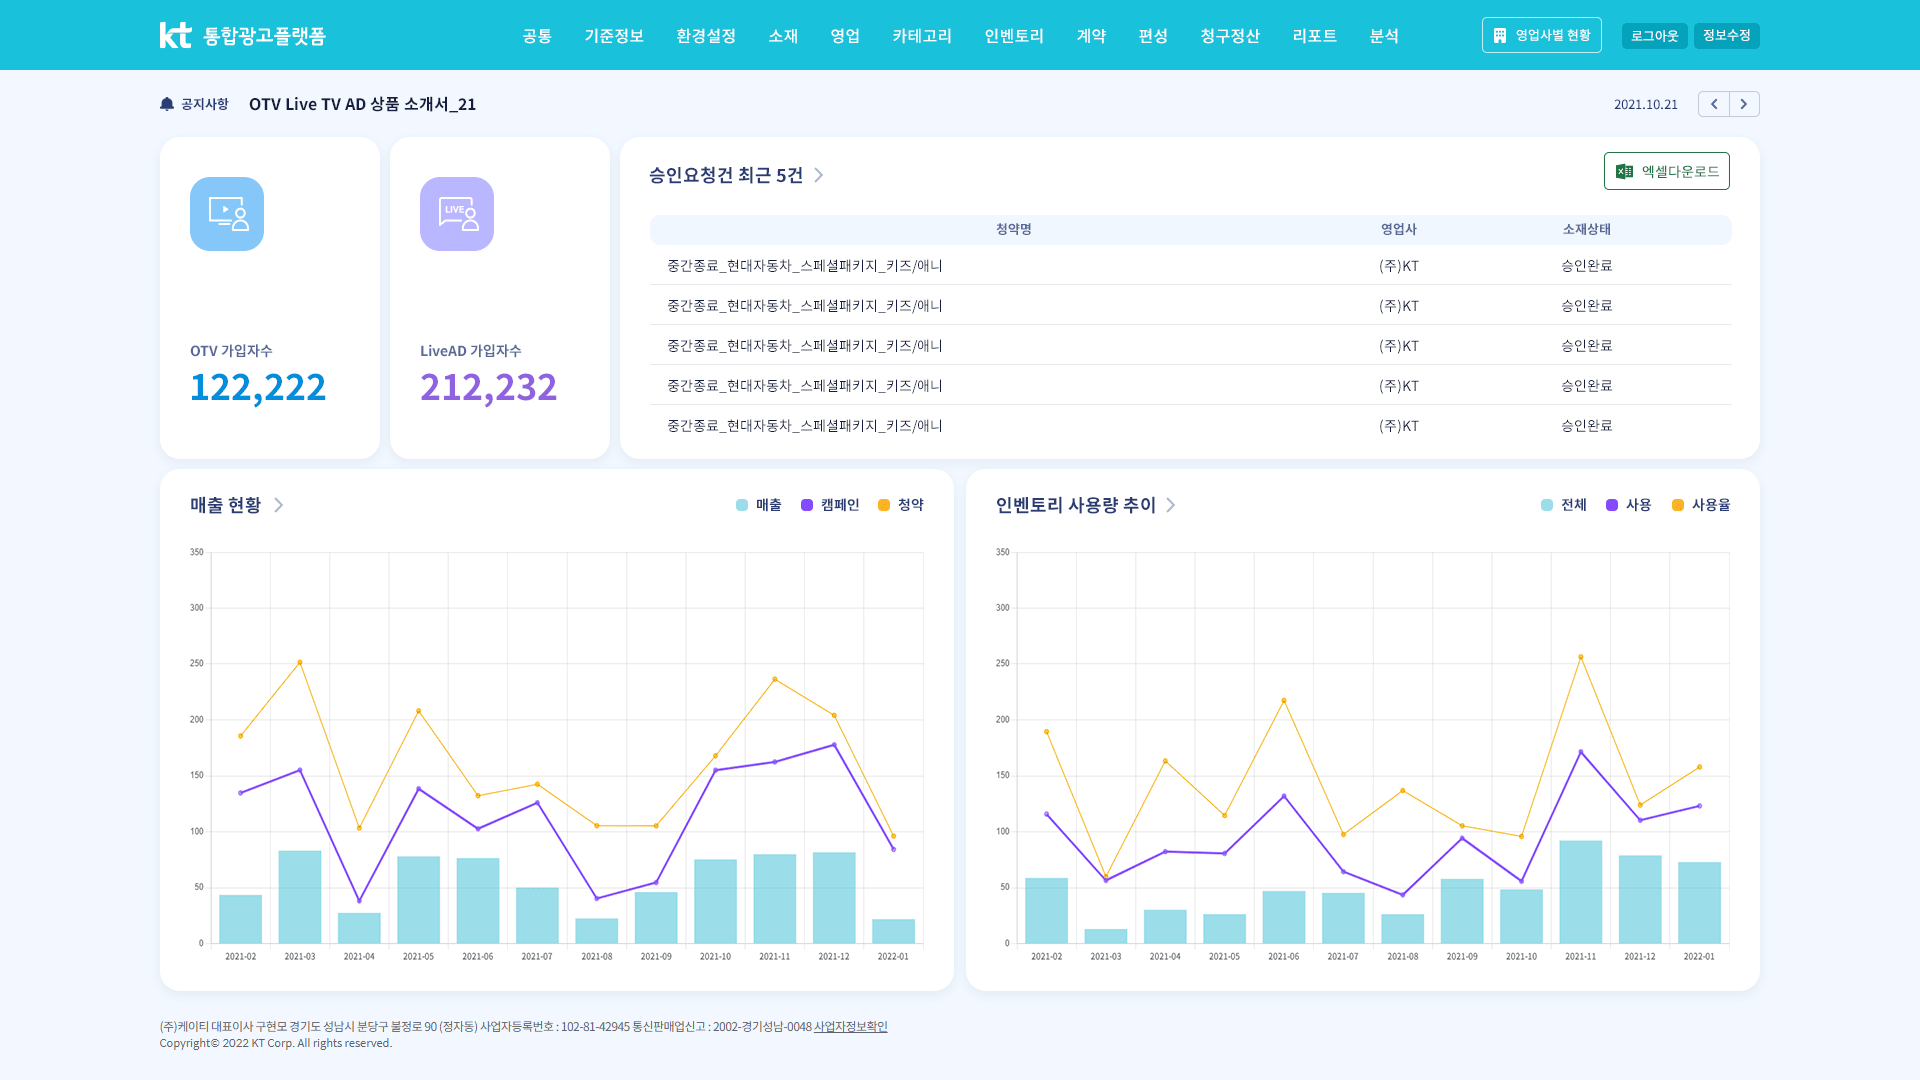 kt 통합광고플랫폼
공통 기준정보 환경설정 소재 영업 카테고리 인벤토리 계약 편성 청구정산 리포트 분석
영업사별 현황 로그아웃 정보수정
공지사항 OTV Live TV AD 상품 소개서_21
2021.10.21
OTV 가입자수
122,222
LIVE
LiveAD 가입자수
212,232
승인요청건 최근 5건
엑셀다운로드
청약명 영업사 소재상태
중간종료_현대자동차_스페셜패키지_키즈/애니 (주)KT 승인완료
중간종료_현대자동차_스페셜패키지_키즈/애니 (주)KT 승인완료
중간종료_현대자동차_스페셜패키지_키즈/애니 (주)KT 승인완료
중간종료_현대자동차_스페셜패키지_키즈/애니 (주)KT 승인완료
중간종료_현대자동차_스페셜패키지_키즈/애니 (주)KT 승인완료
매출 현황
매출 캠페인 청약
350
300
250
200
150
100
50
0
2021-02 2021-03 2021-04 2021-05 2021-06 2021-07 2021-08 2021-09 2021-10 2021-11 2021-12 2022-01
인벤토리 사용량 추이
전체 사용 사용율
350
300
250
200
150
100
50
0
2021-02 2021-03 2021-04 2021-05 2021-06 2021-07 2021-08 2021-09 2021-10 2021-11 2021-12 2022-01
(주)케이티 대표이사 구현모 경기도 성남시 분당구 불정로 90 (정자동) 사업자등록번호 : 102-81-42945 통신판매업신고 : 2002-경기성남-0048 사업자정보확인
Copyright© 2022 KT Corp. All rights reserved.